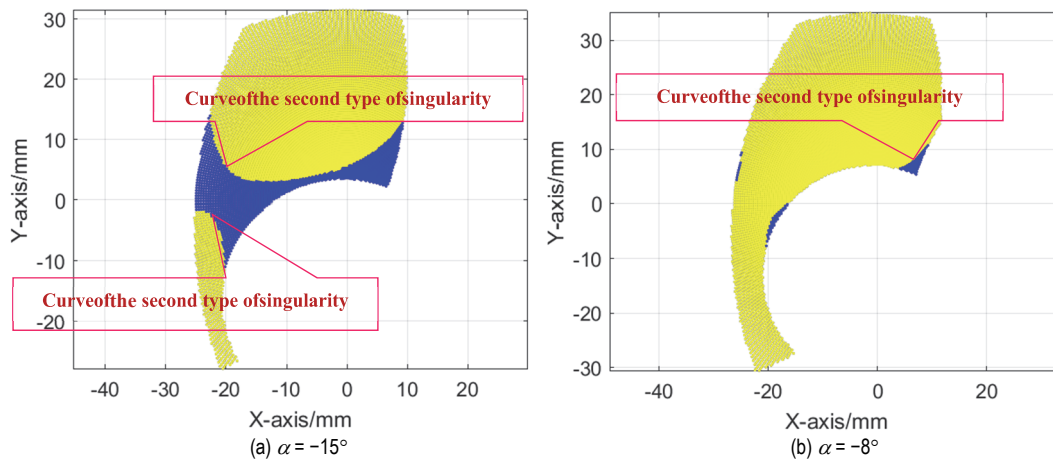 30
20
10
0
-10
-20
Y-axis/mm
-40
-30
-20
-10
0
10
20
X-axis/mm
Curveofthe second type ofsingularity
Curveofthe second type ofsingularity
(a) α = −15°
30
20
10
0
-10
-20
-30
Y-axis/mm
-40
-20
0
20
X-axis/mm
Curveofthe second type ofsingularity
(b) α = −8°